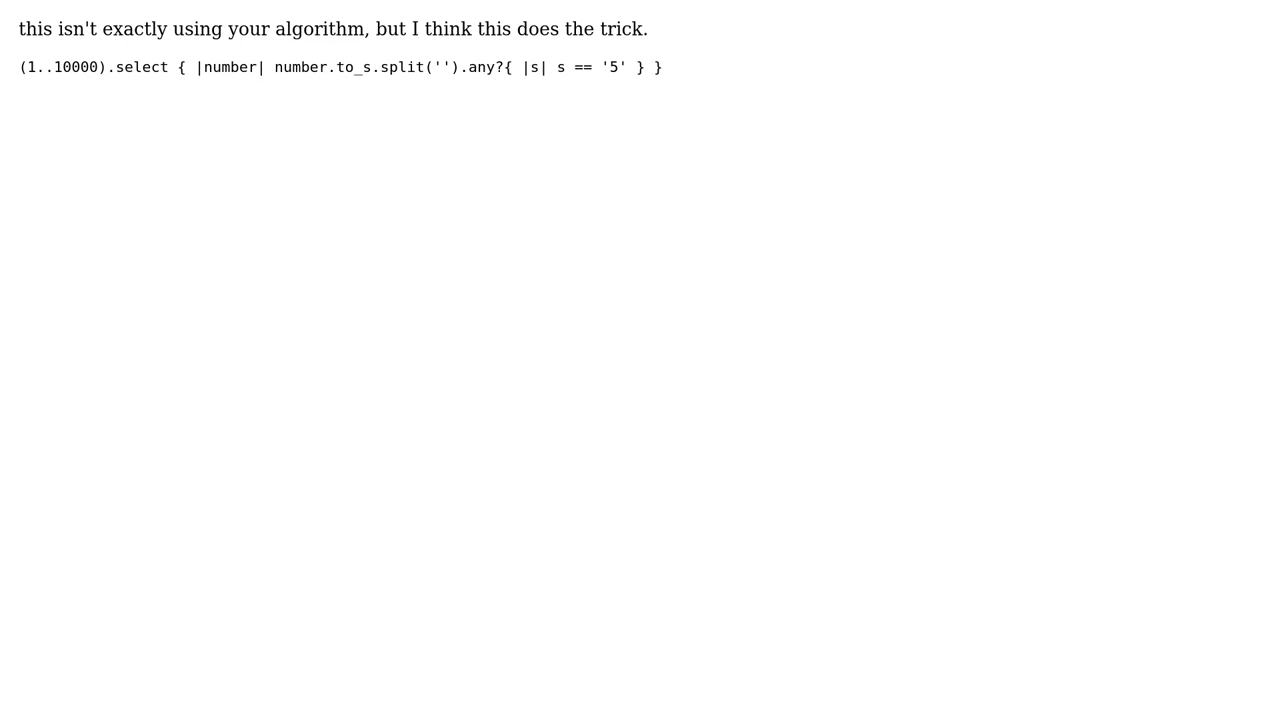 this isn't exactly using your algorithm, but I think this does the trick.
(1..10000).select { |number| number.to_s.split('').any?{ |s| s == '5' } }